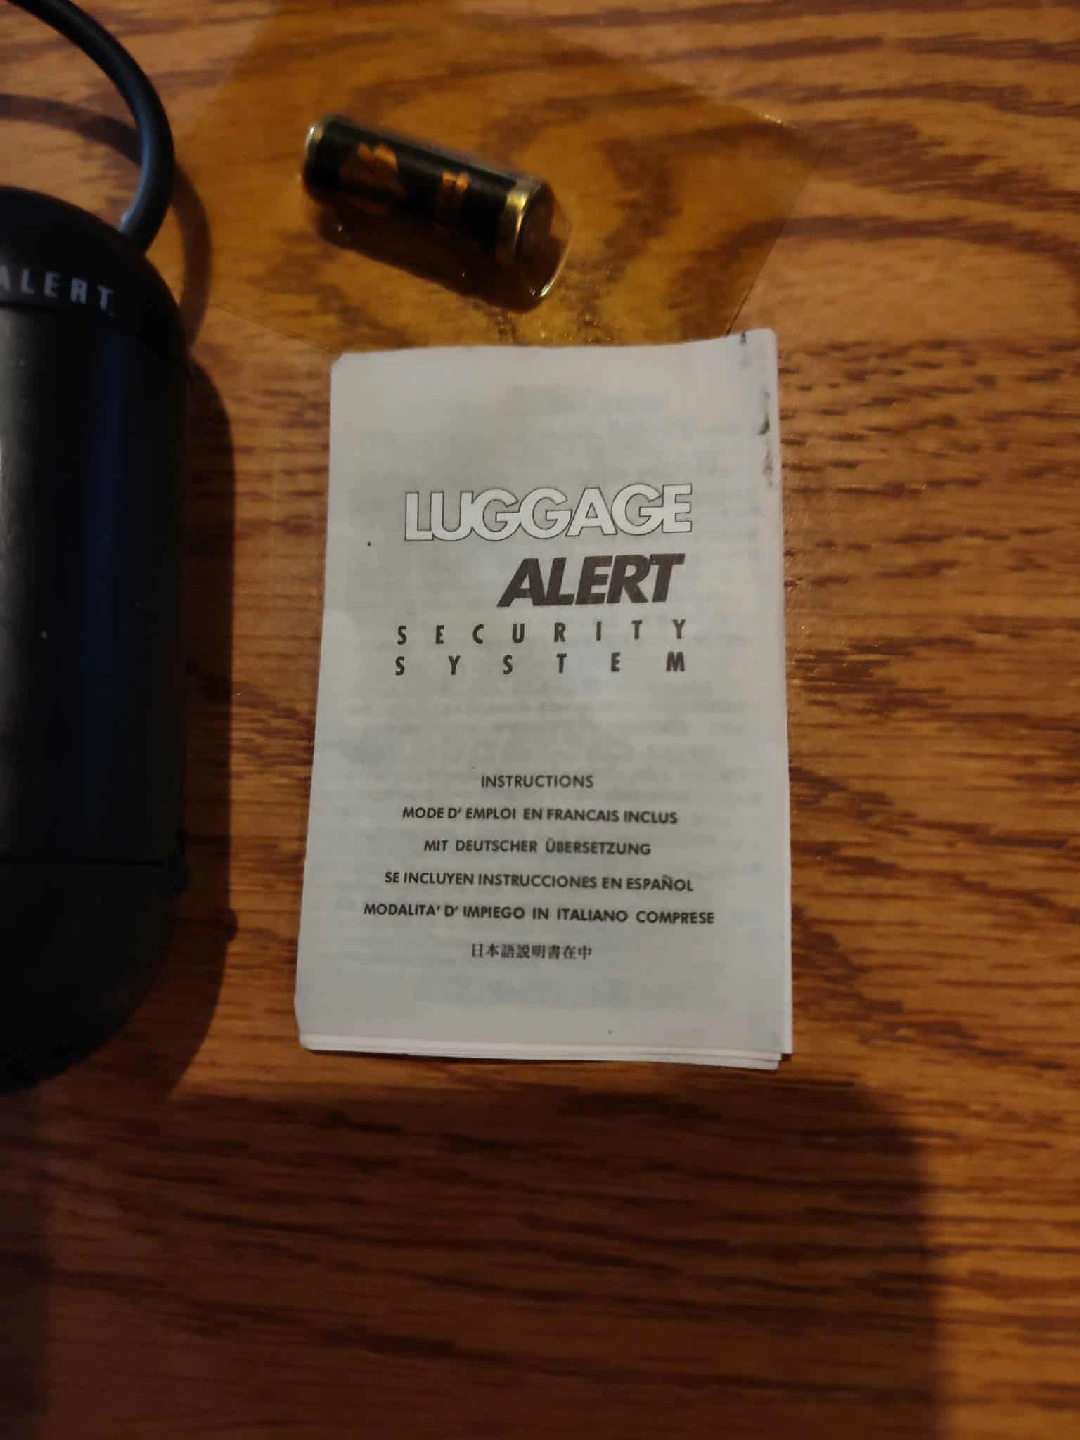 ALERT
LUGGAGE
ALERT
SECURITY
SYSTEM
INSTRUCTIONS
MODE D' EMPLOI EN FRANCAIS INCLUS
MIT DEUTSCHER ÜBERSETZUNG
SE INCLUYEN INSTRUCCIONES EN ESPAÑOL
MODALITA' D' IMPIEGO IN ITALIANO COMPRESE
日本語説明書在中